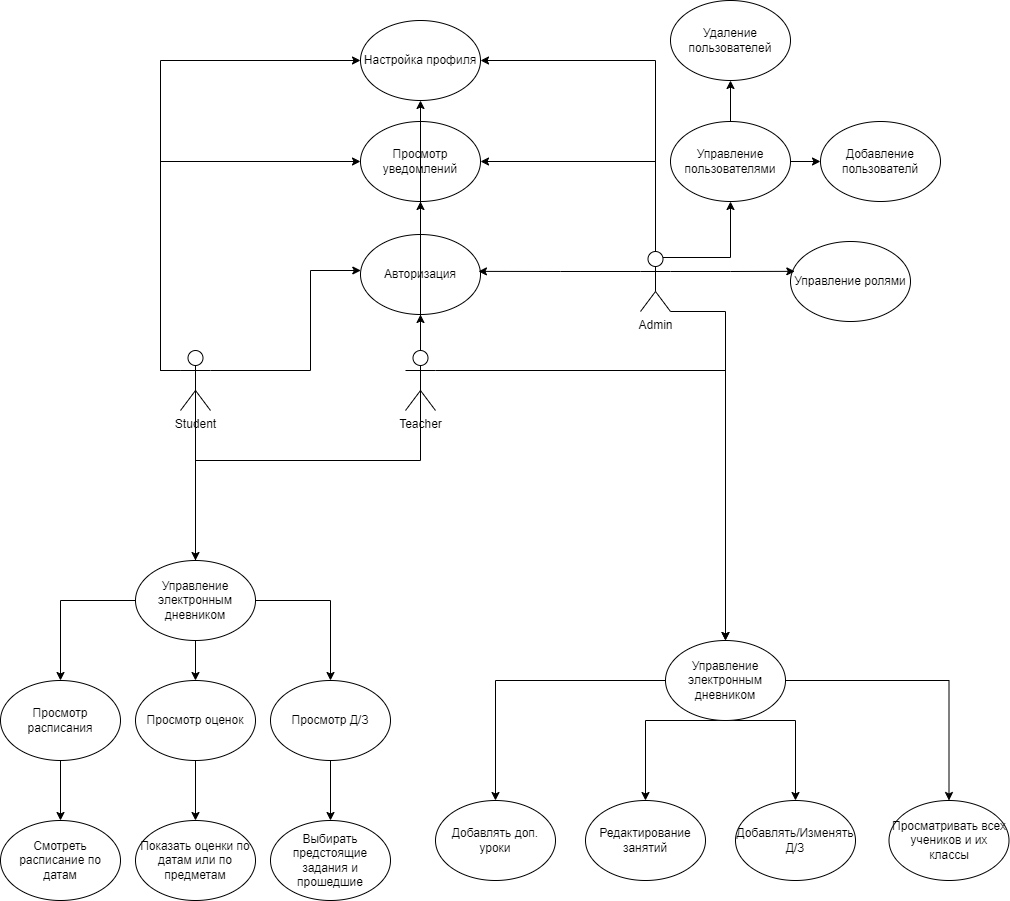 Удаление
пользователей
Настройка профиля
Просмотр
уведомлений
Управление
пользователями
Добавление
пользователй
Авторизация
Управление ролями
Admin
Student
Teacher
Управление
электронным
дневником
Управление
электронным
дневником
Просмотр
расписания
Просмотр оценок
Просмотр Д/З
Смотреть
расписание по
датам
Показать оценки по
датам или по
предметам
Выбирать
предстоящие
задания и
прошедшие
Добавлять доп.
уроки
Редактирование
занятий
Добавлять/Изменять
Д/З
Просматривать всех
учеников и их
классы